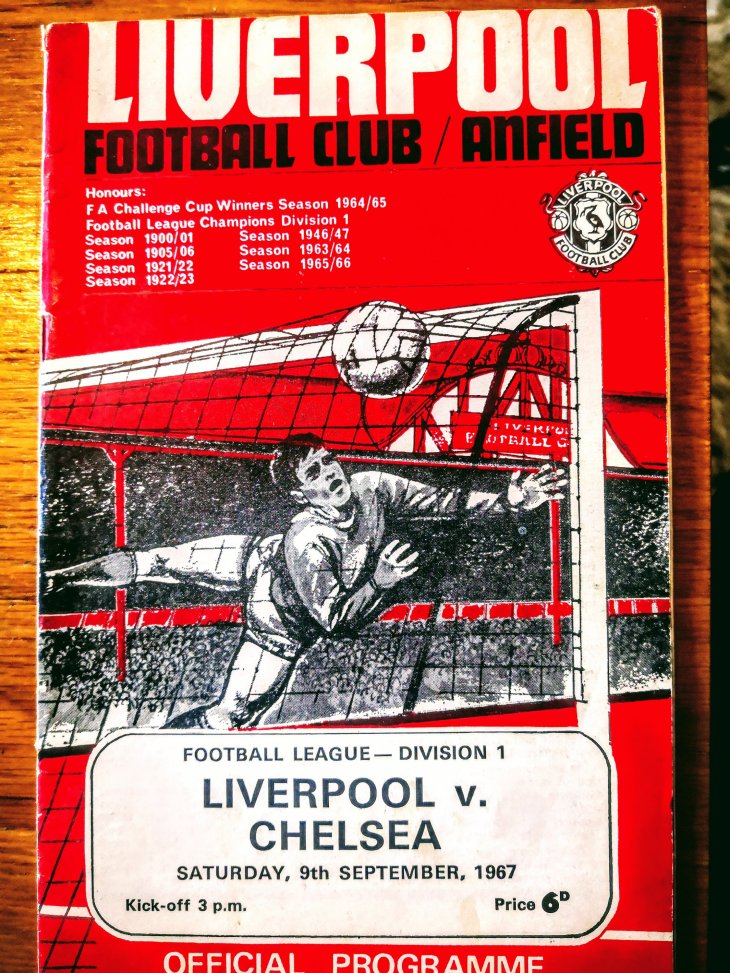 LIVERPOOL
FOOTBALL CLUB / ANFIELD
Honours:
F A Challenge Cup Winners Season 1964/65
Football League Champions Division 1
Season 1900/01 Season 1946/47
Season 1905/06 Season 1963/64
Season 1921/22 Season 1965/66
Season 1922/23
LIVERPOOL
FOOTBALL CLUB
LIVERPOOL
FOOTBALL C
FOOTBALL LEAGUE — DIVISION 1
LIVERPOOL v.
CHELSEA
SATURDAY, 9th SEPTEMBER, 1967
Kick-off 3 p.m. Price 6D
OFFICIAL PROGRAMME